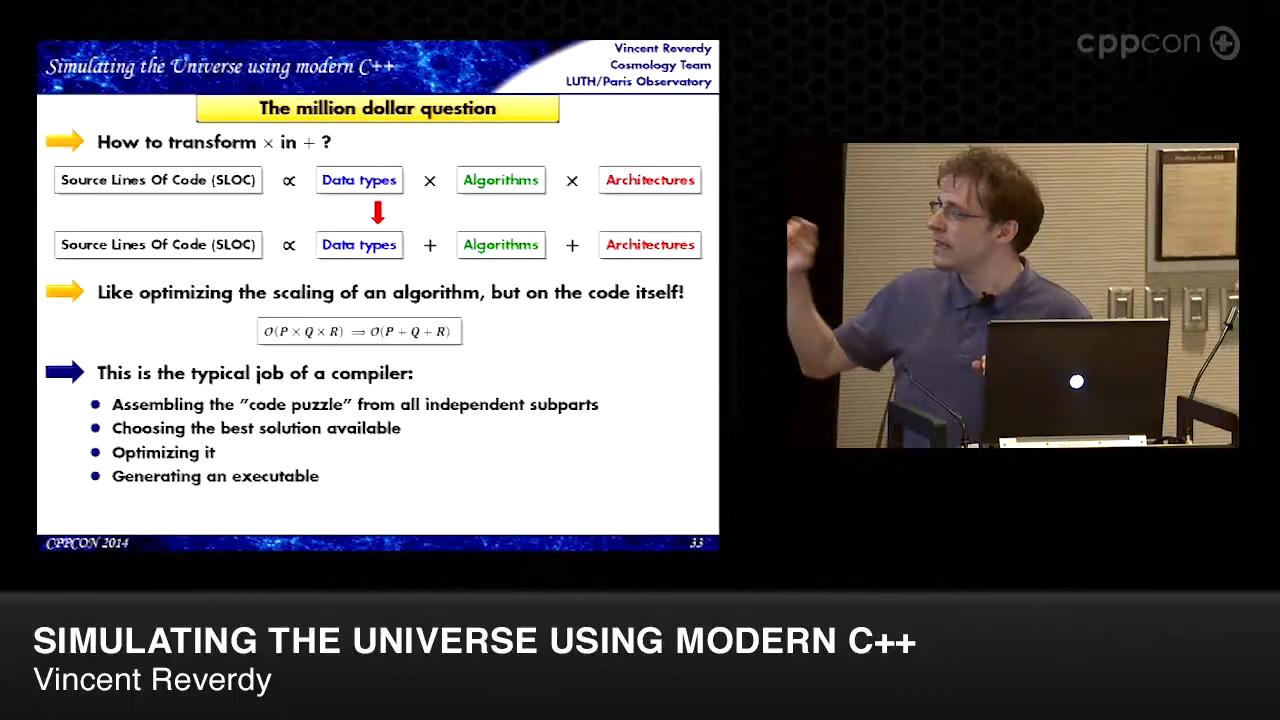 cppcon
Simulating the Universe using modern C++
Vincent Reverdy
Cosmology Team
LUTH/Paris Observatory
The million dollar question
How to transform × in + ?
Source Lines Of Code (SLOC) ∝ Data types × Algorithms × Architectures
Source Lines Of Code (SLOC) ∝ Data types + Algorithms + Architectures
Like optimizing the scaling of an algorithm, but on the code itself!
O(P × Q × R) ⟹ O(P + Q + R)
This is the typical job of a compiler:
Assembling the "code puzzle" from all independent subparts
Choosing the best solution available
Optimizing it
Generating an executable
CPPCON 2014
33
SIMULATING THE UNIVERSE USING MODERN C++
Vincent Reverdy